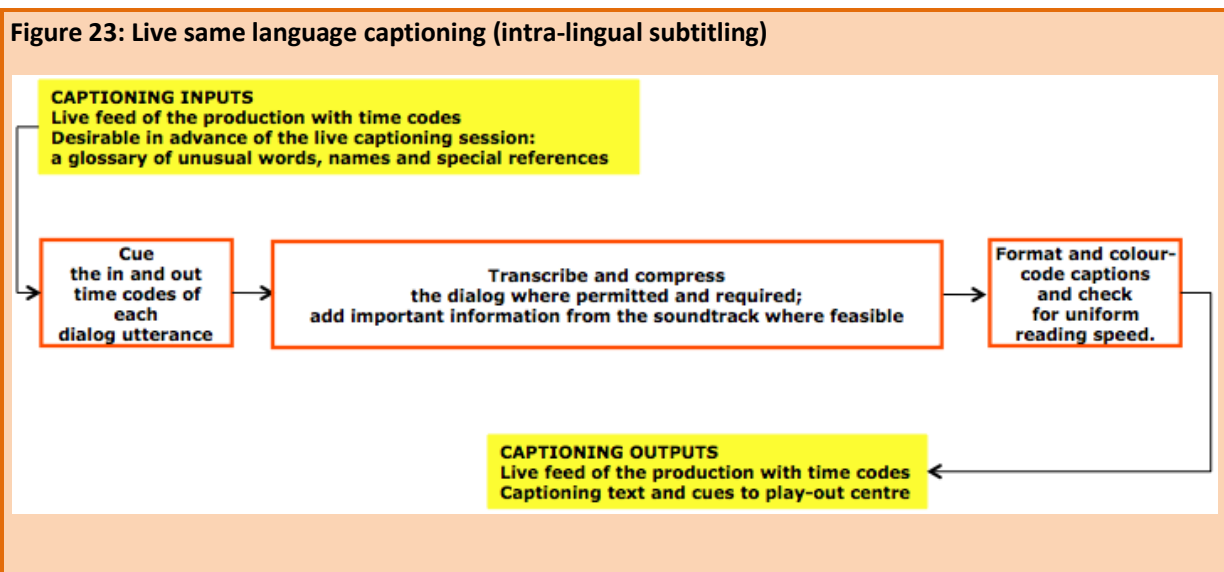 Figure 23: Live same language captioning (intra-lingual subtitling)
CAPTIONING INPUTS
Live feed of the production with time codes
Desirable in advance of the live captioning session:
a glossary of unusual words, names and special references
Cue
the in and out
time codes of
each
dialog utterance
Transcribe and compress
the dialog where permitted and required;
add important information from the soundtrack where feasible
Format and colour-
code captions
and check
for uniform
reading speed.
CAPTIONING OUTPUTS
Live feed of the production with time codes
Captioning text and cues to play-out centre